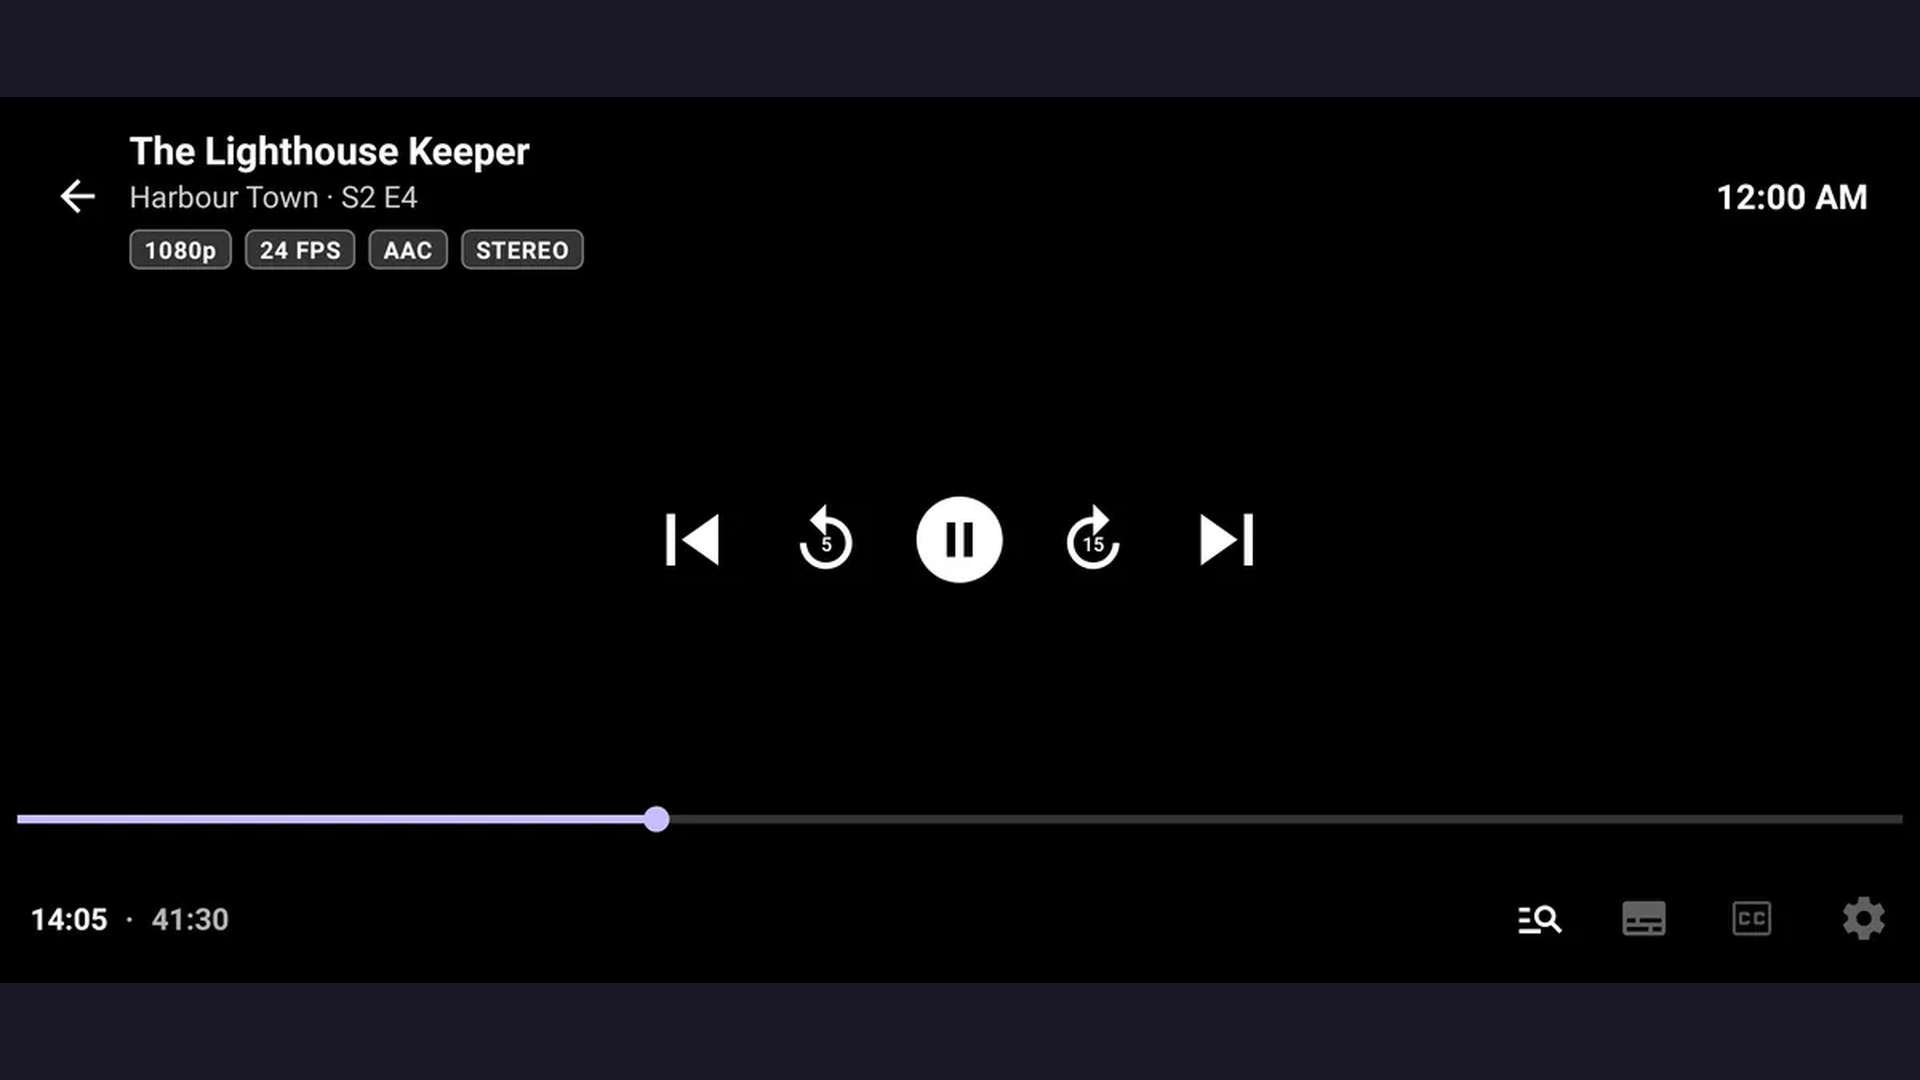 The Lighthouse Keeper
Harbour Town · S2 E4
12:00 AM
1080p 24 FPS AAC STEREO
5 15
14:05 · 41:30
CC